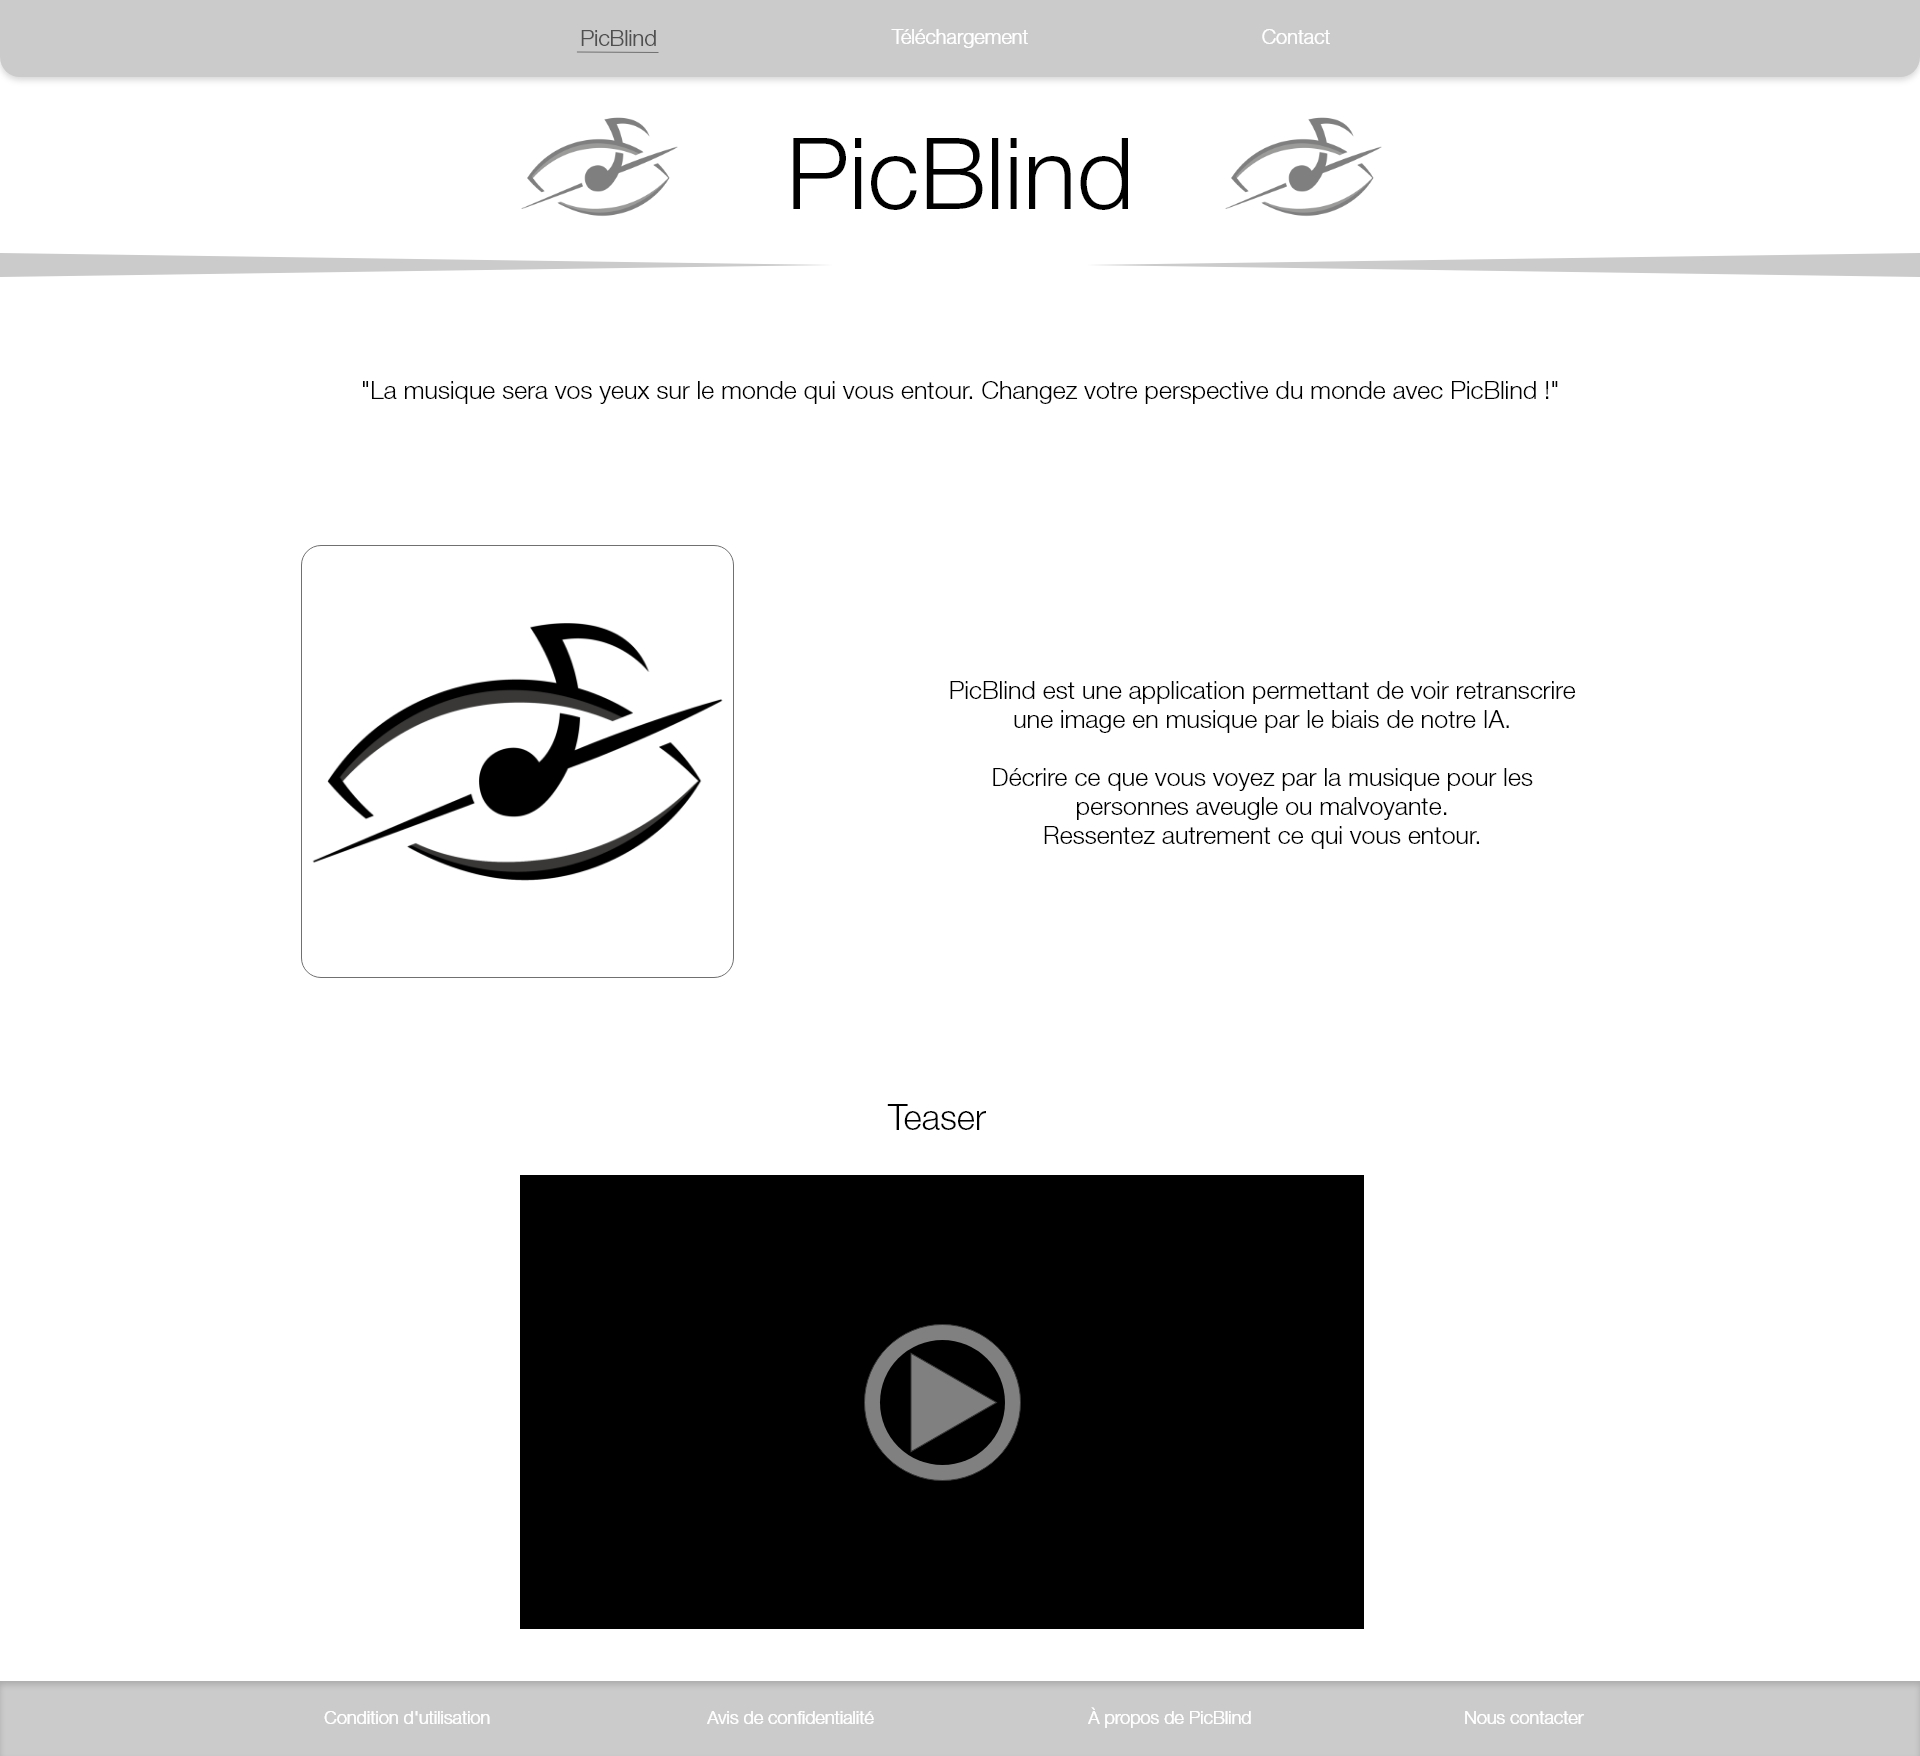 PicBlind
Téléchargement
Contact
PicBlind
"La musique sera vos yeux sur le monde qui vous entour. Changez votre perspective du monde avec PicBlind !"
PicBlind est une application permettant de voir retranscrire
une image en musique par le biais de notre IA.
Décrire ce que vous voyez par la musique pour les
personnes aveugle ou malvoyante.
Ressentez autrement ce qui vous entour.
Teaser
Condition d'utilisation
Avis de confidentialité
À propos de PicBlind
Nous contacter